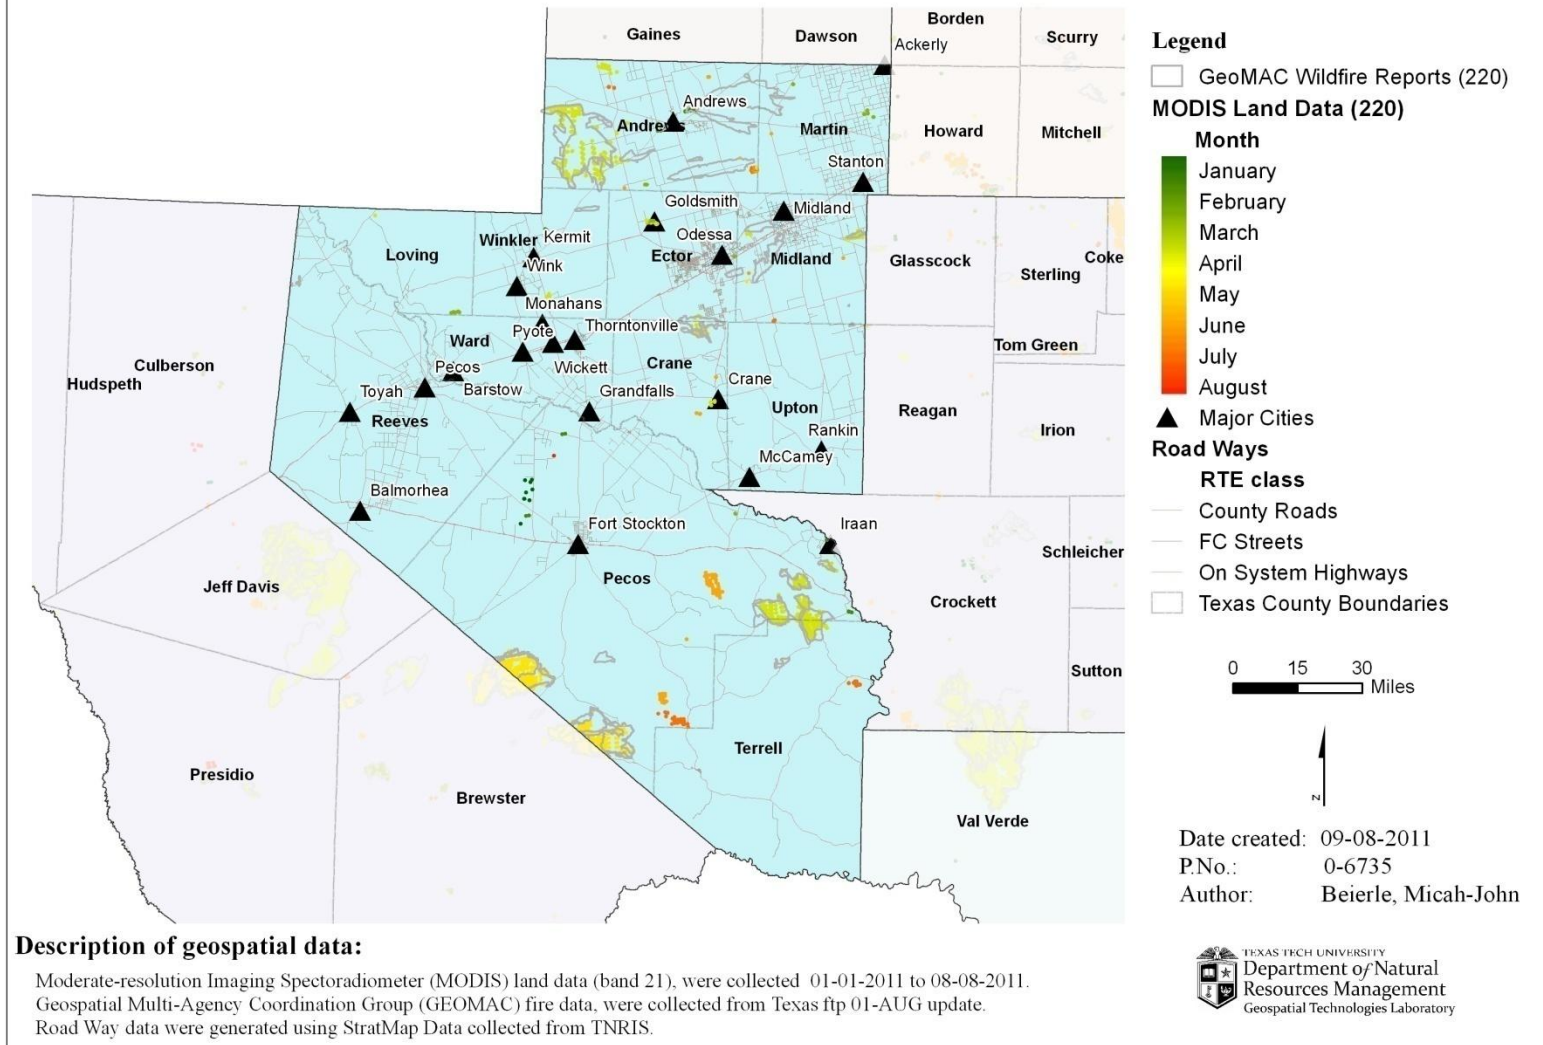 Borden
Gaines
Dawson
Scurry
Ackerly
Andrews
Andrews
Martin
Howard
Mitchell
Stanton
Goldsmith
Midland
Odessa
Kermit
Winkler
Loving
Ector
Midland
Glasscock
Coke
Wink
Sterling
Monahans
Thorntonville
Pyote
Ward
Tom Green
Crane
Culberson
Pecos
Wickett
Hudspeth
Crane
Toyah
Barstow
Grandfalls
Upton
Reagan
Reeves
Rankin
Irion
McCamey
Balmorhea
Fort Stockton
Iraan
Schleicher
Pecos
Jeff Davis
Crockett
Sutton
Terrell
Presidio
Brewster
Val Verde
Legend
GeoMAC Wildfire Reports (220)
MODIS Land Data (220)
Month
January
February
March
April
May
June
July
August
Major Cities
Road Ways
RTE class
County Roads
FC Streets
On System Highways
Texas County Boundaries
0 15 30
Miles
z
Date created: 09-08-2011
P.No.: 0-6735
Author: Beierle, Micah-John
Description of geospatial data:
Moderate-resolution Imaging Spectoradiometer (MODIS) land data (band 21), were collected 01-01-2011 to 08-08-2011.
Geospatial Multi-Agency Coordination Group (GEOMAC) fire data, were collected from Texas ftp 01-AUG update.
Road Way data were generated using StratMap Data collected from TNRIS.
TEXAS TECH UNIVERSITY
Department of Natural
Resources Management
Geospatial Technologies Laboratory